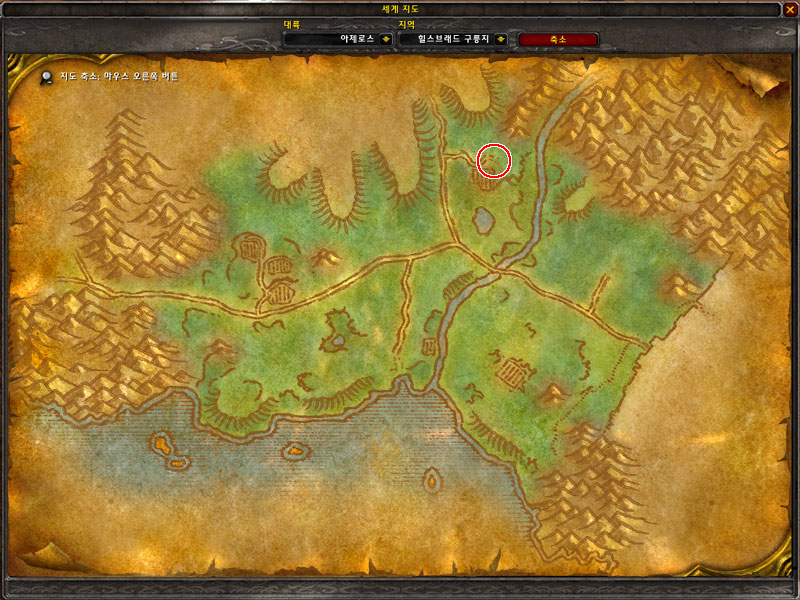 세계 지도
대륙 지역
아제로스 힐스브래드 구릉지 축소
지도 축소: 마우스 오른쪽 버튼